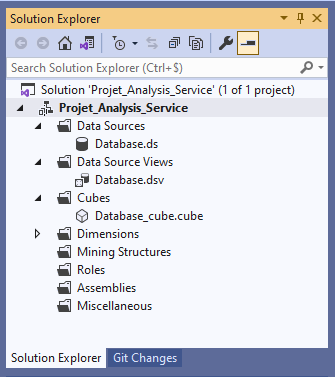 Solution Explorer
Search Solution Explorer (Ctrl+$)
Solution 'Projet_Analysis_Service' (1 of 1 project)
Projet_Analysis_Service
Data Sources
Database.ds
Data Source Views
Database.dsv
Cubes
Database_cube.cube
Dimensions
Mining Structures
Roles
Assemblies
Miscellaneous
Solution Explorer Git Changes